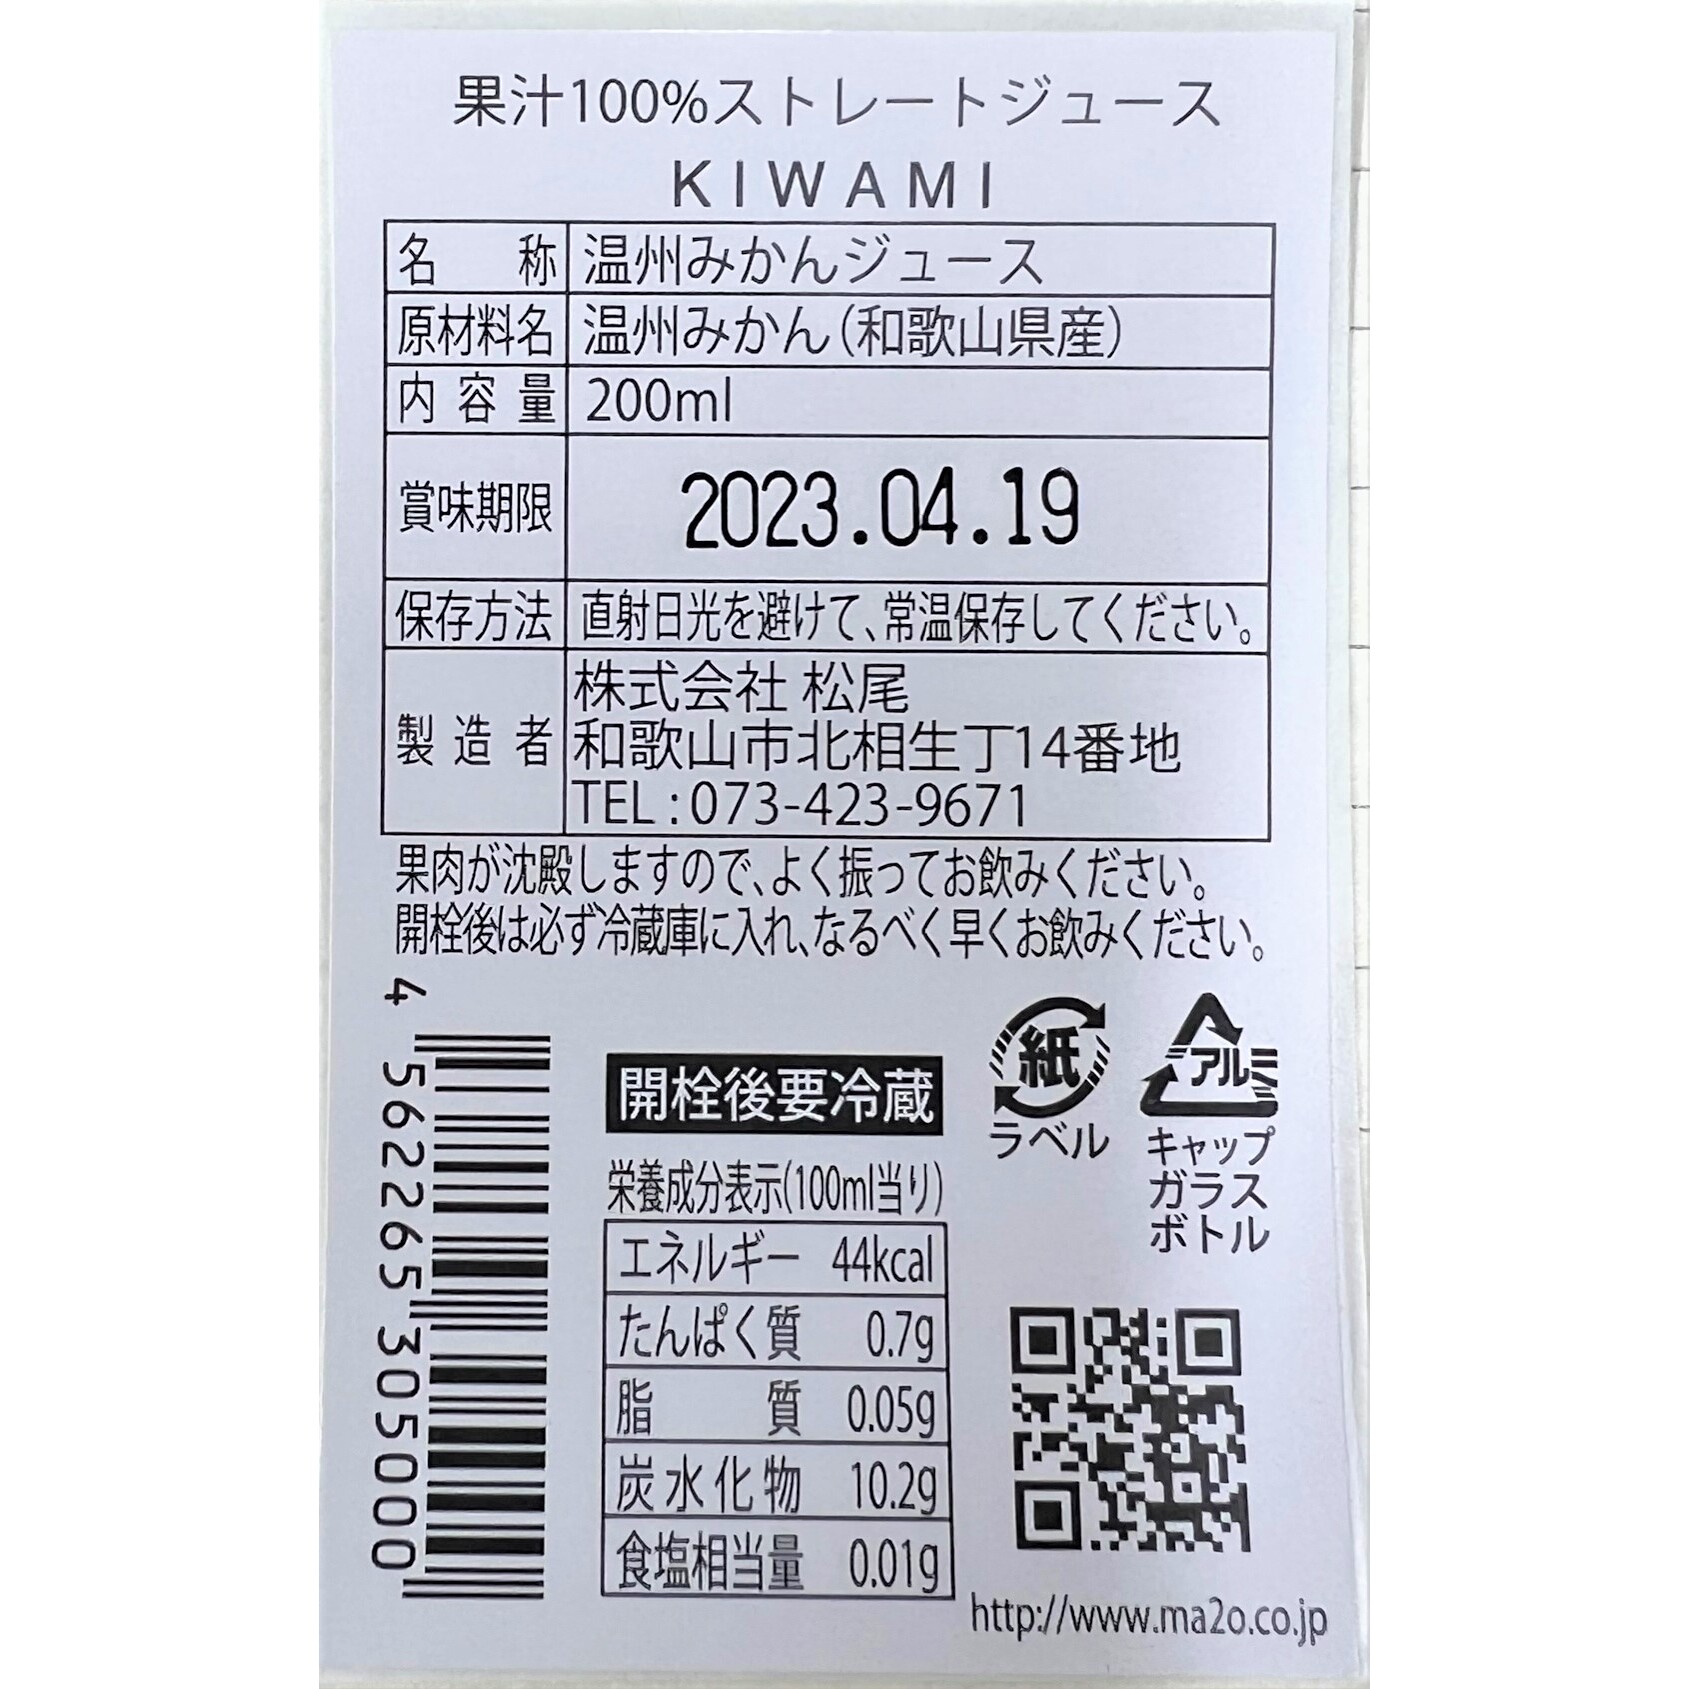 果汁100%ストレートジュース
KIWAMI
名 称 温州みかんジュース
原材料名 温州みかん(和歌山県産)
内容量 200ml
賞味期限 2023.04.19
保存方法 直射日光を避けて、常温保存してください。
製造者 株式会社 松尾
和歌山市北相生丁14番地
TEL:073-423-9671
果肉が沈殿しますので、よく振ってお飲みください。
開栓後は必ず冷蔵庫に入れ、なるべく早くお飲みください。
4 562265 305000
開栓後要冷蔵
栄養成分表示(100ml当り)
エネルギー 44kcal
たんぱく質 0.7g
脂 質 0.05g
炭水化物 10.2g
食塩相当量 0.01g
紙
ラベル
アルミ
キャップ
ガラス
ボトル
http://www.ma2o.co.jp